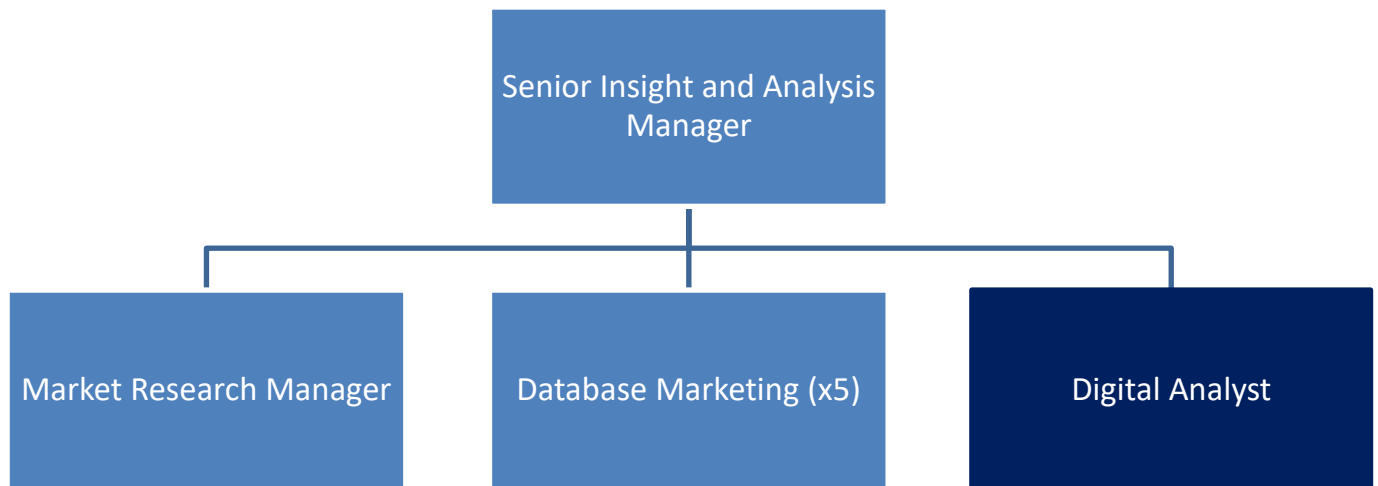 Senior Insight and Analysis
Manager
Market Research Manager
Database Marketing (x5)
Digital Analyst